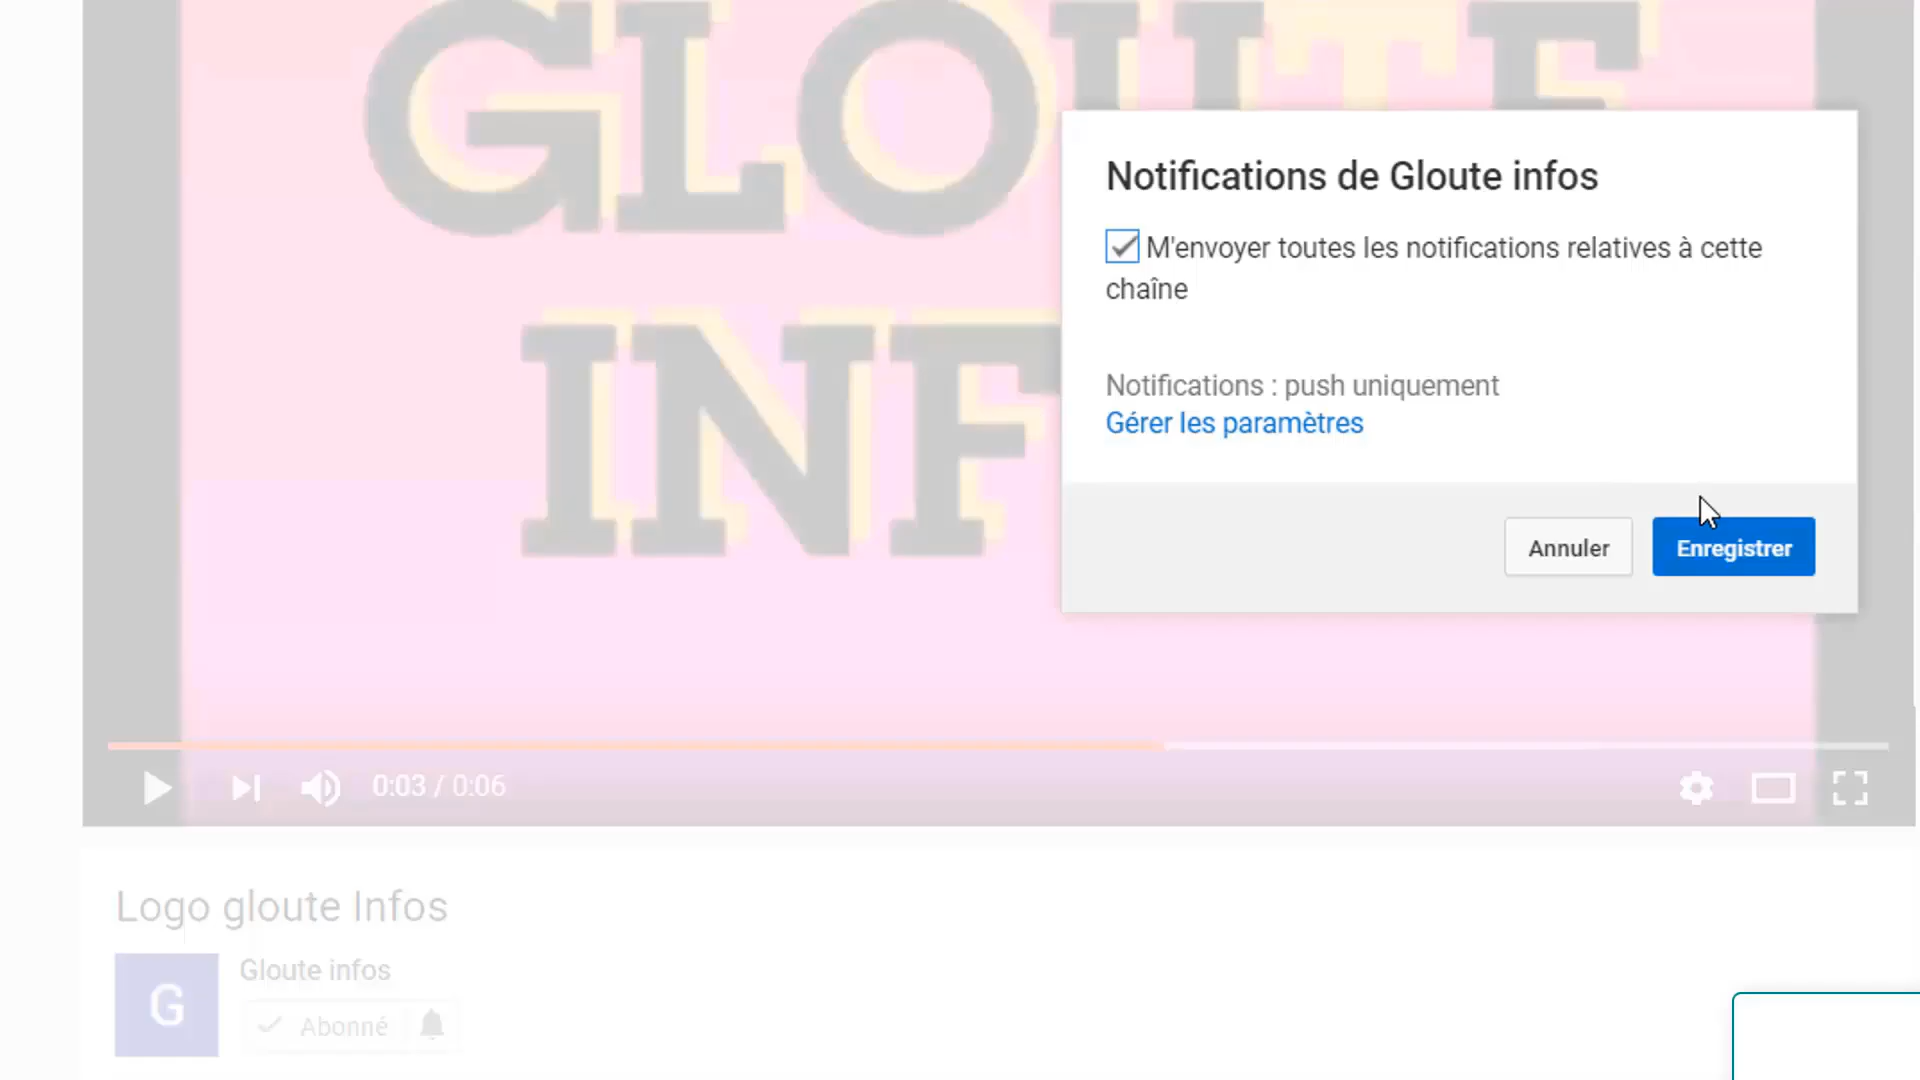 GLOUTE
INF
Notifications de Gloute infos
M'envoyer toutes les notifications relatives à cette
chaîne
Notifications : push uniquement
Gérer les paramètres
Annuler
Enregistrer
0:03 / 0:06
Logo gloute Infos
G
Gloute infos
Abonné